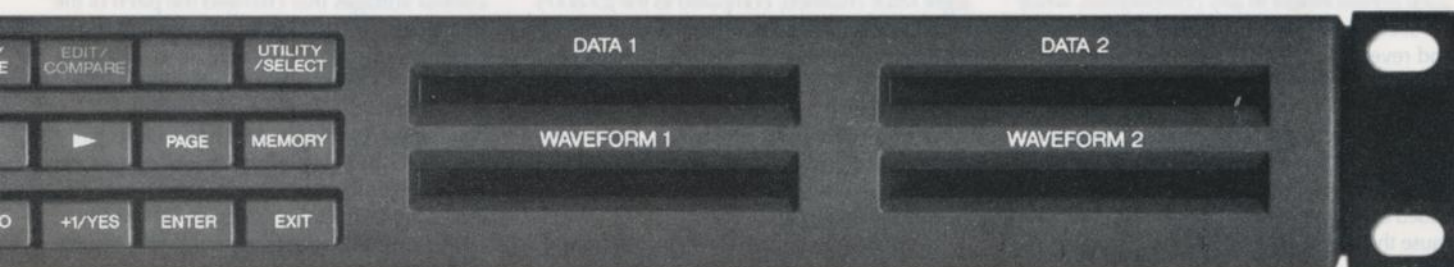 DATA 1
DATA 2
EDIT/
COMPARE
UTILITY
/SELECT
WAVEFORM 1
WAVEFORM 2
PAGE
MEMORY
+1/YES
ENTER
EXIT